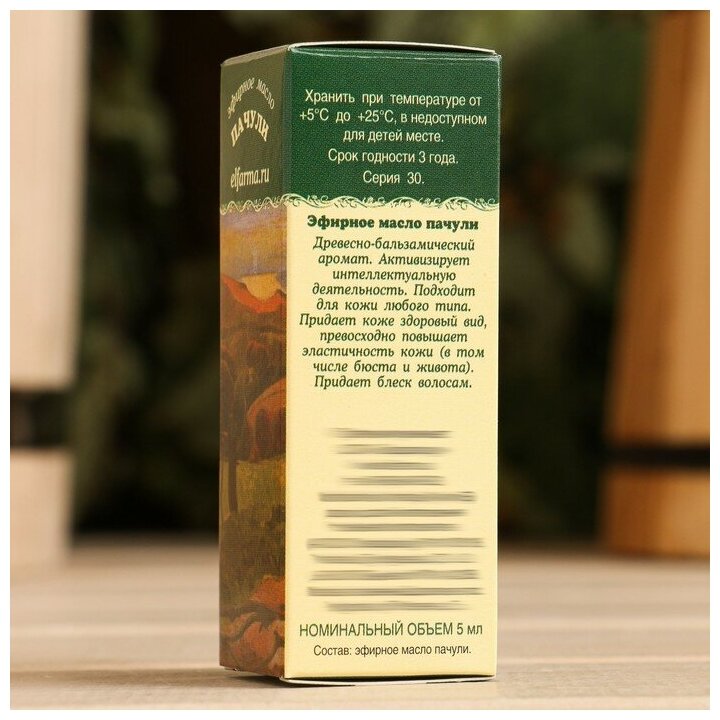 эфирное масло
ПАЧУЛИ
elfarma.ru
Хранить при температуре от
+5°C до +25°C, в недоступном
для детей месте.
Срок годности 3 года.
Серия 30.
Эфирное масло пачули
Древесно-бальзамический
аромат. Активизирует
интеллектуальную
деятельность. Подходит
для кожи любого типа.
Придает коже здоровый вид,
превосходно повышает
эластичность кожи (в том
числе бюста и живота).
Придает блеск волосам.
НОМИНАЛЬНЫЙ ОБЪЕМ 5 мл
Состав: эфирное масло пачули.